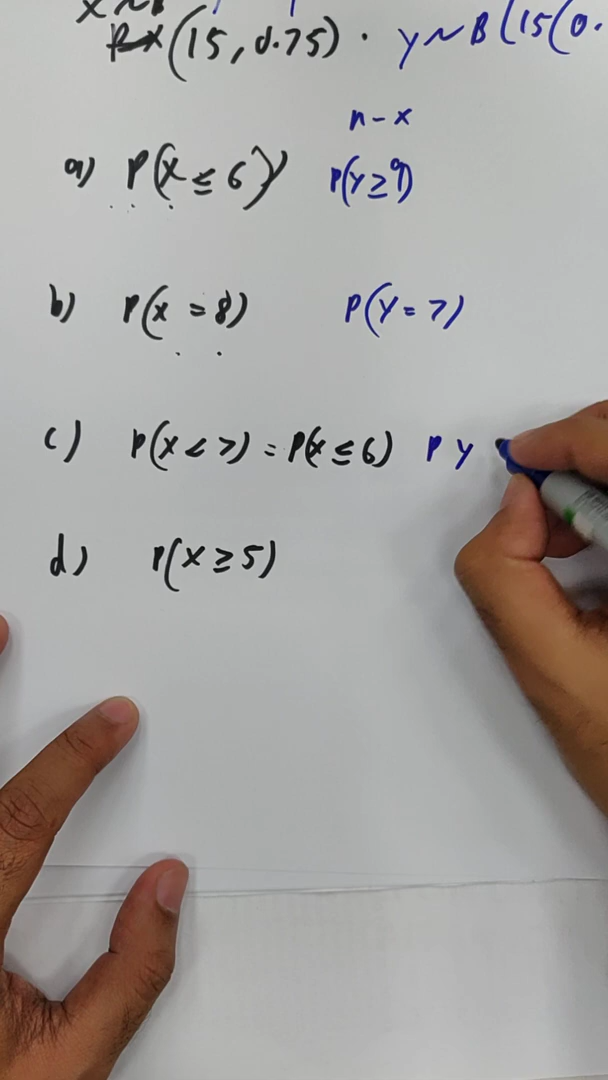 X ~ B
(15, 0.75) . Y ~ B(15(0.
n - x
a) P(X ≤ 6) P(Y ≥ 9)
b) P(X = 8) P(Y = 7)
c) P(X < 7) = P(X ≤ 6) P Y
d) P(X ≥ 5)